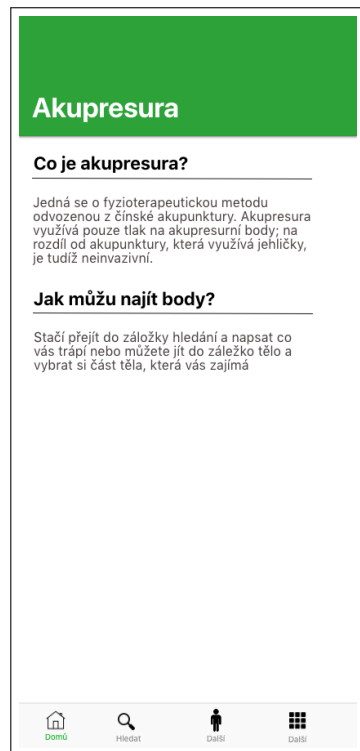 Akupresura
Co je akupresura?
Jedná se o fyzioterapeutickou metodu
odvozenou z čínské akupunktury. Akupresura
využívá pouze tlak na akupresurní body; na
rozdíl od akupunktury, která využívá jehličky,
je tudíž neinvazivní.
Jak můžu najít body?
Stačí přejít do záložky hledání a napsat co
vás trápí nebo můžete jít do záležko tělo a
vybrat si část těla, která vás zajímá
Domů Hledat Další Další